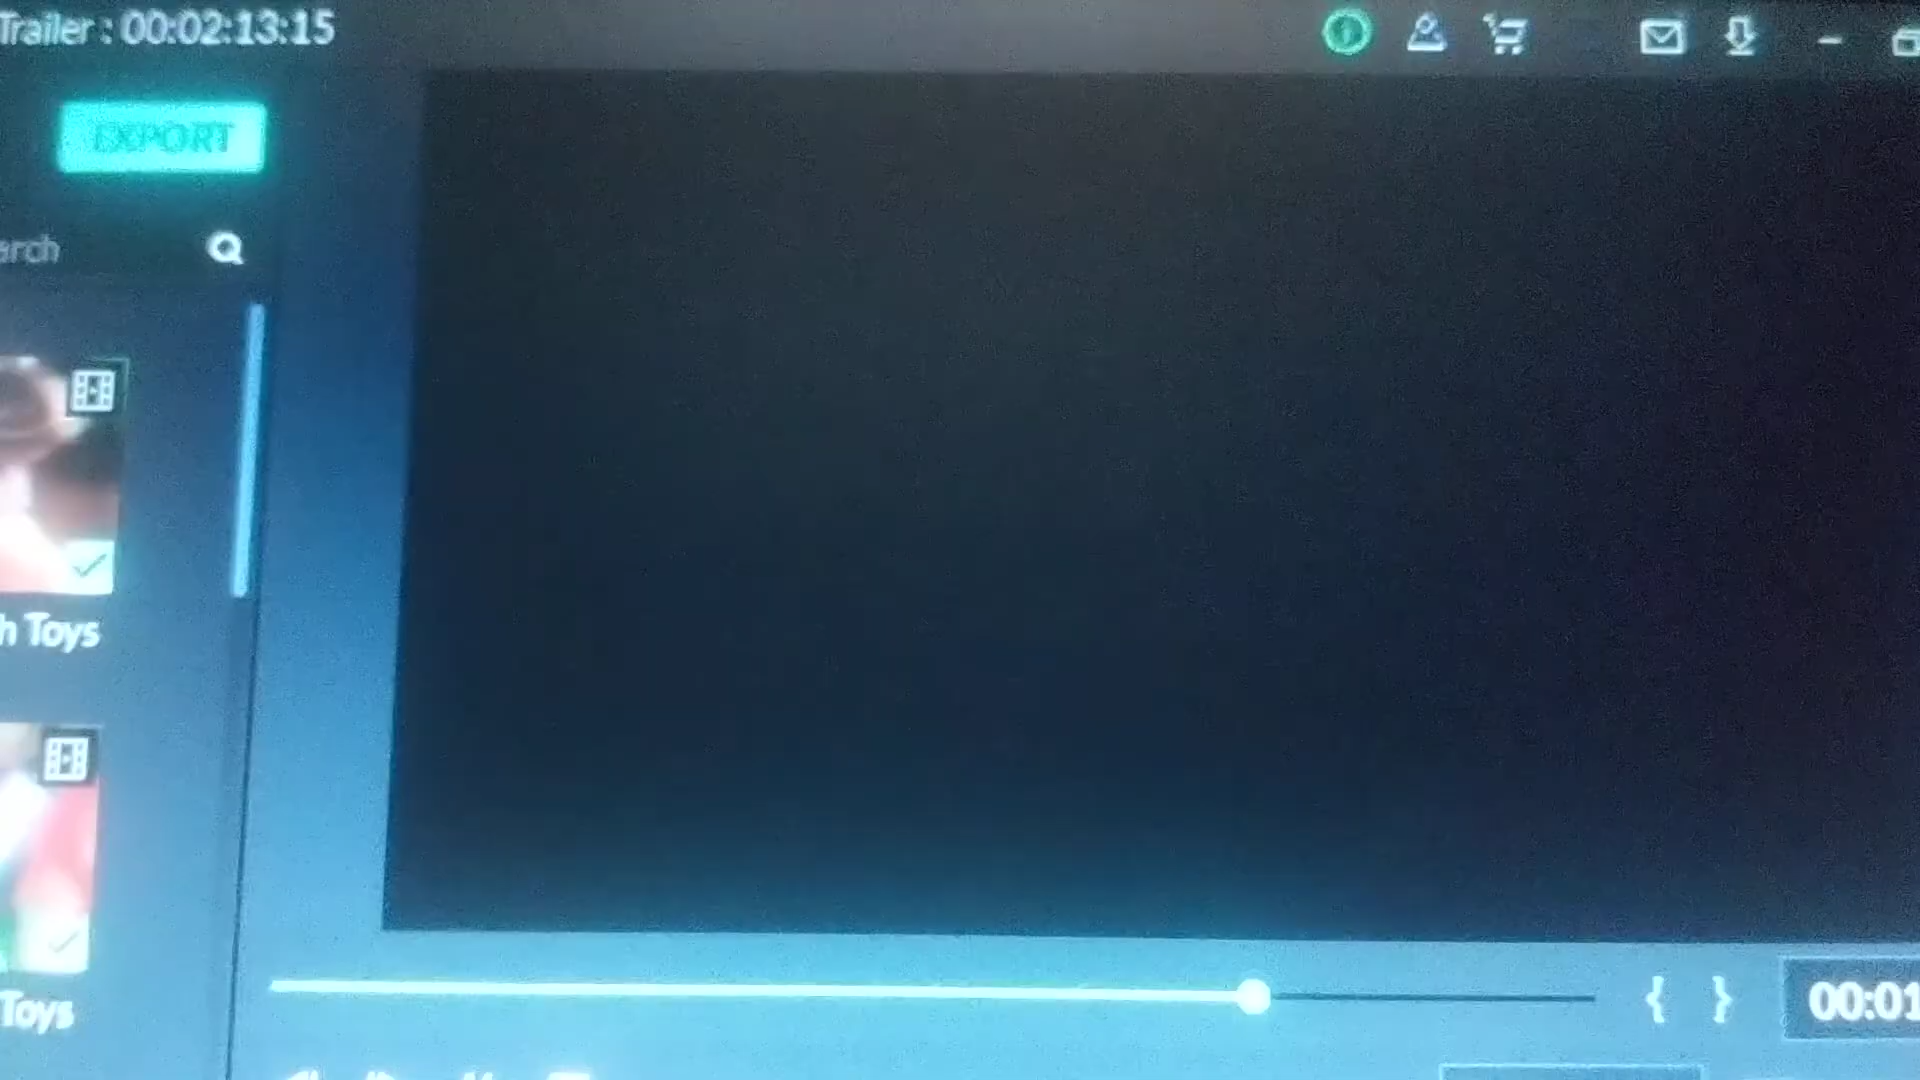 Trailer : 00:02:13:15
EXPORT
arch
h Toys
Toys
{ }
00:01